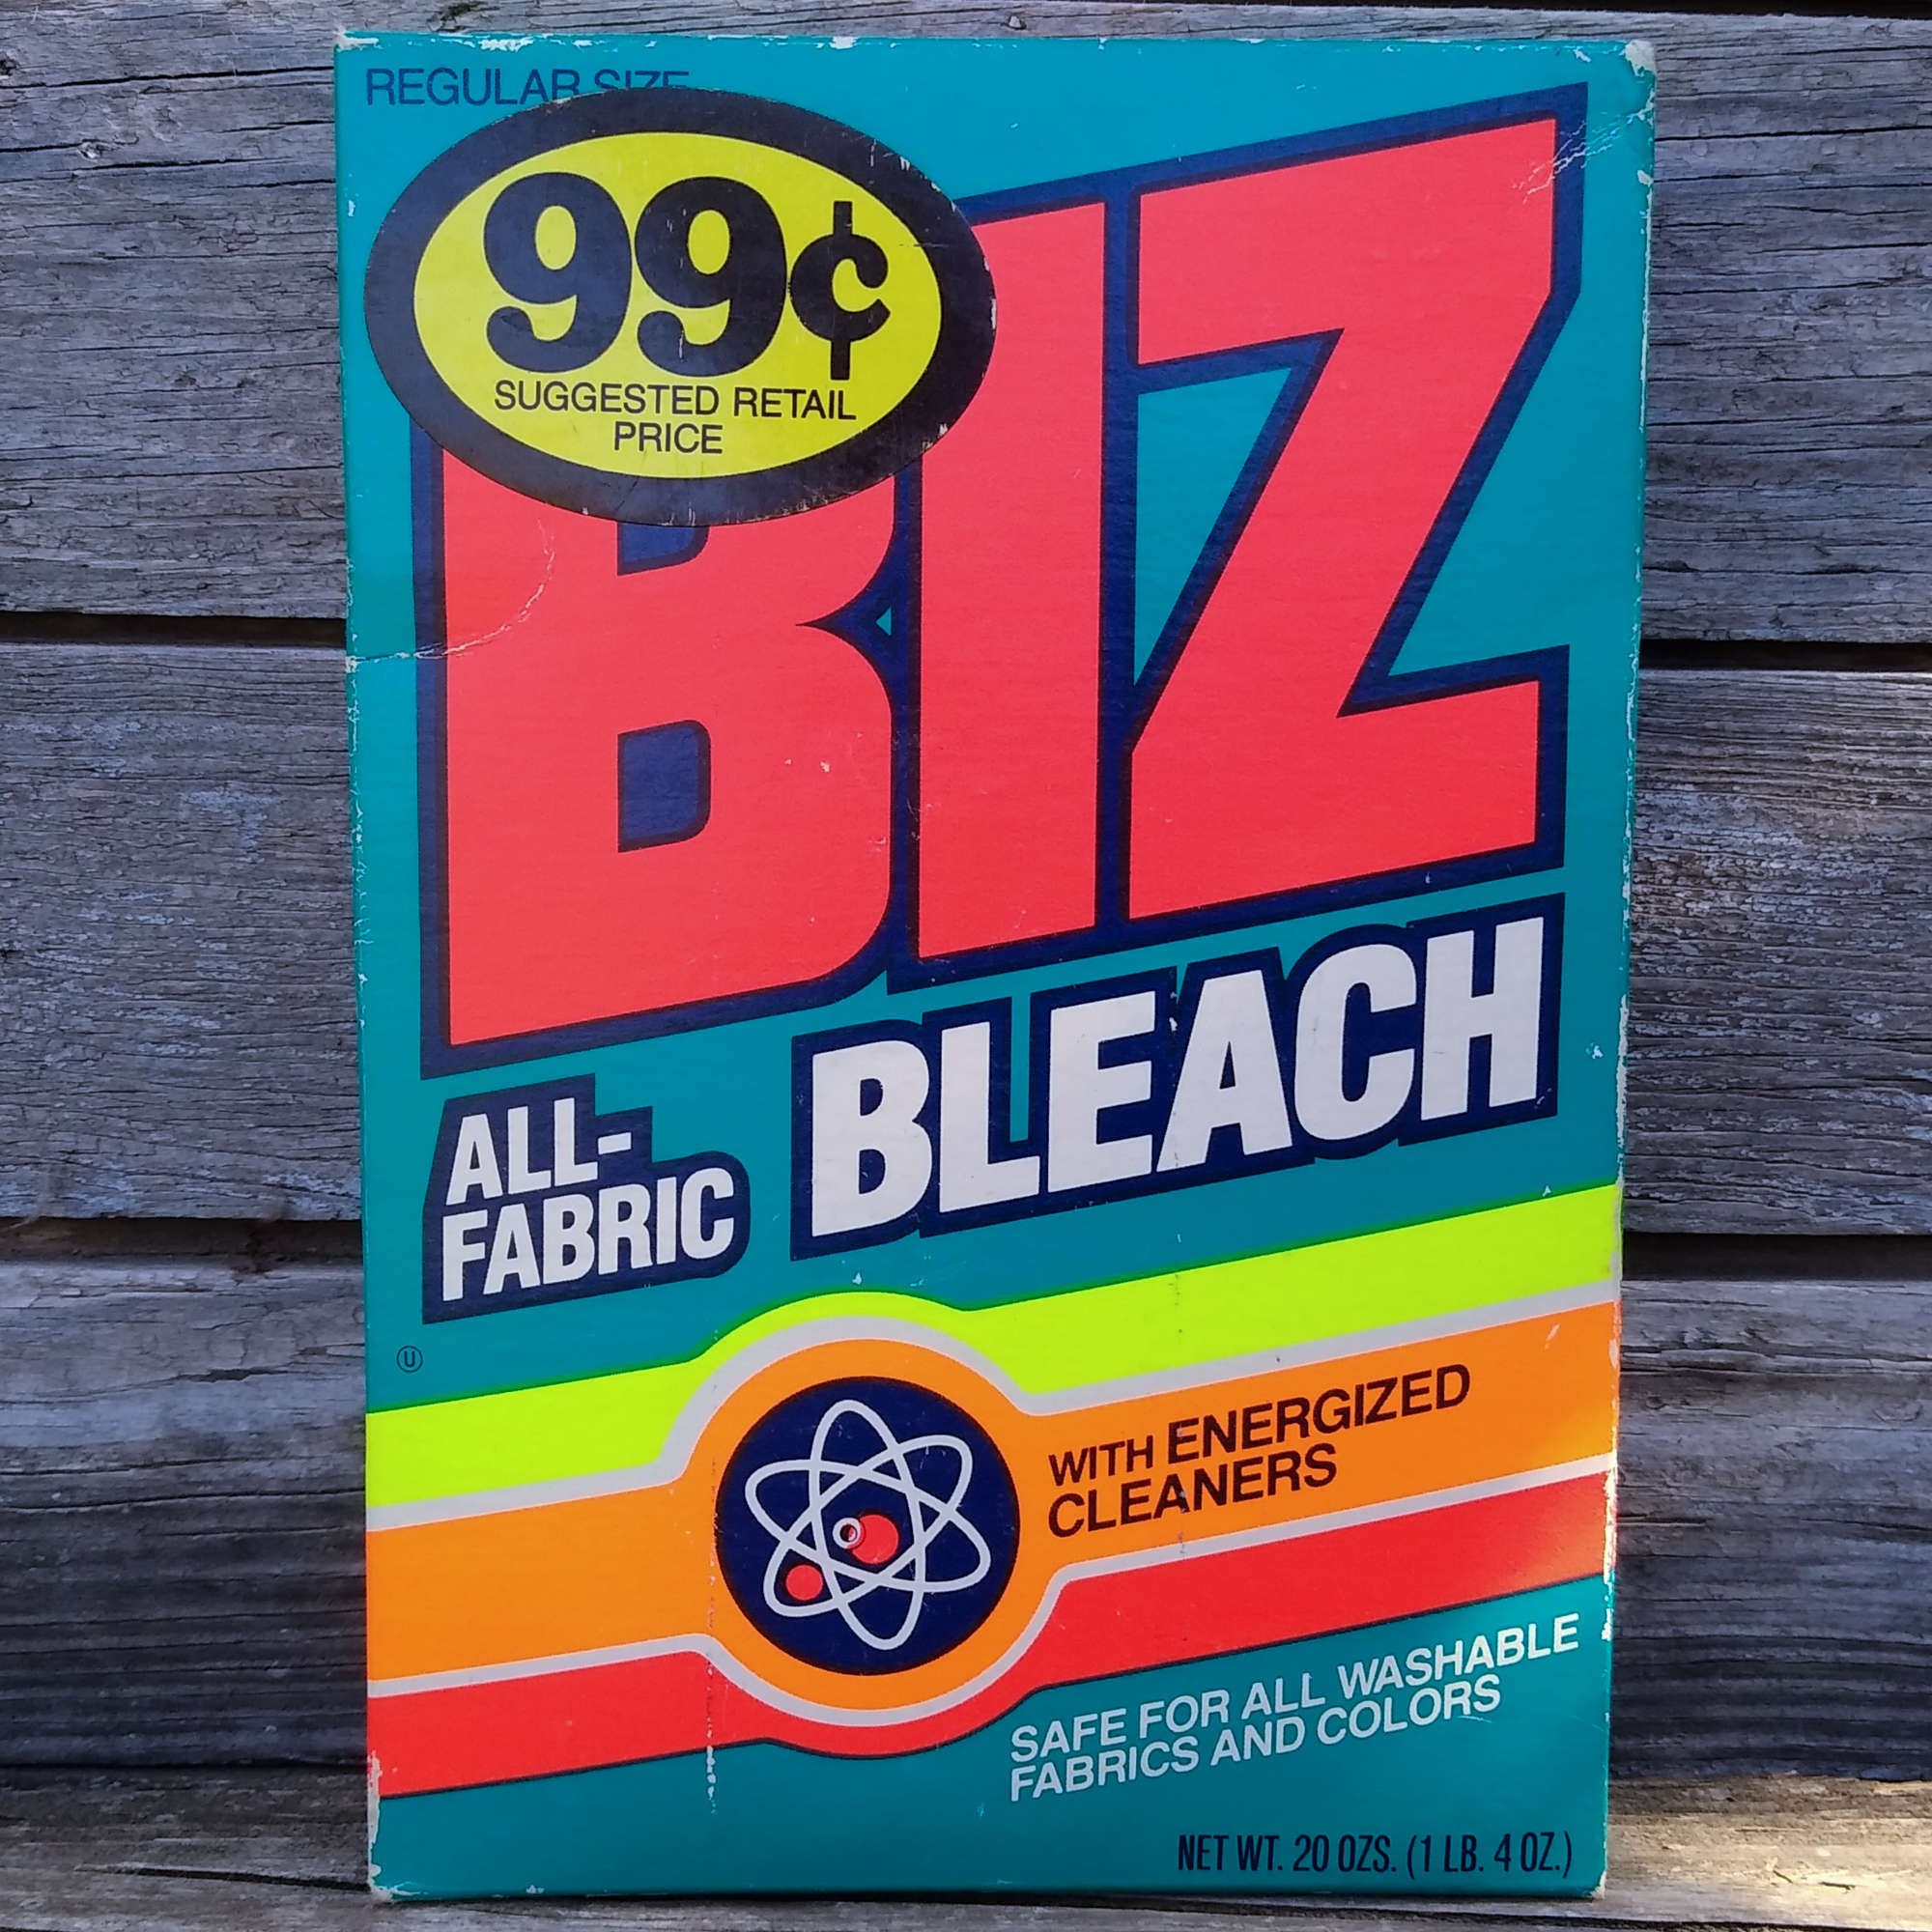 REGULAR SIZE
99¢
SUGGESTED RETAIL
PRICE
BIZ
ALL-
FABRIC
BLEACH
Ⓤ
WITH ENERGIZED
CLEANERS
SAFE FOR ALL WASHABLE
FABRICS AND COLORS
NET WT. 20 OZS. (1 LB. 4 OZ.)